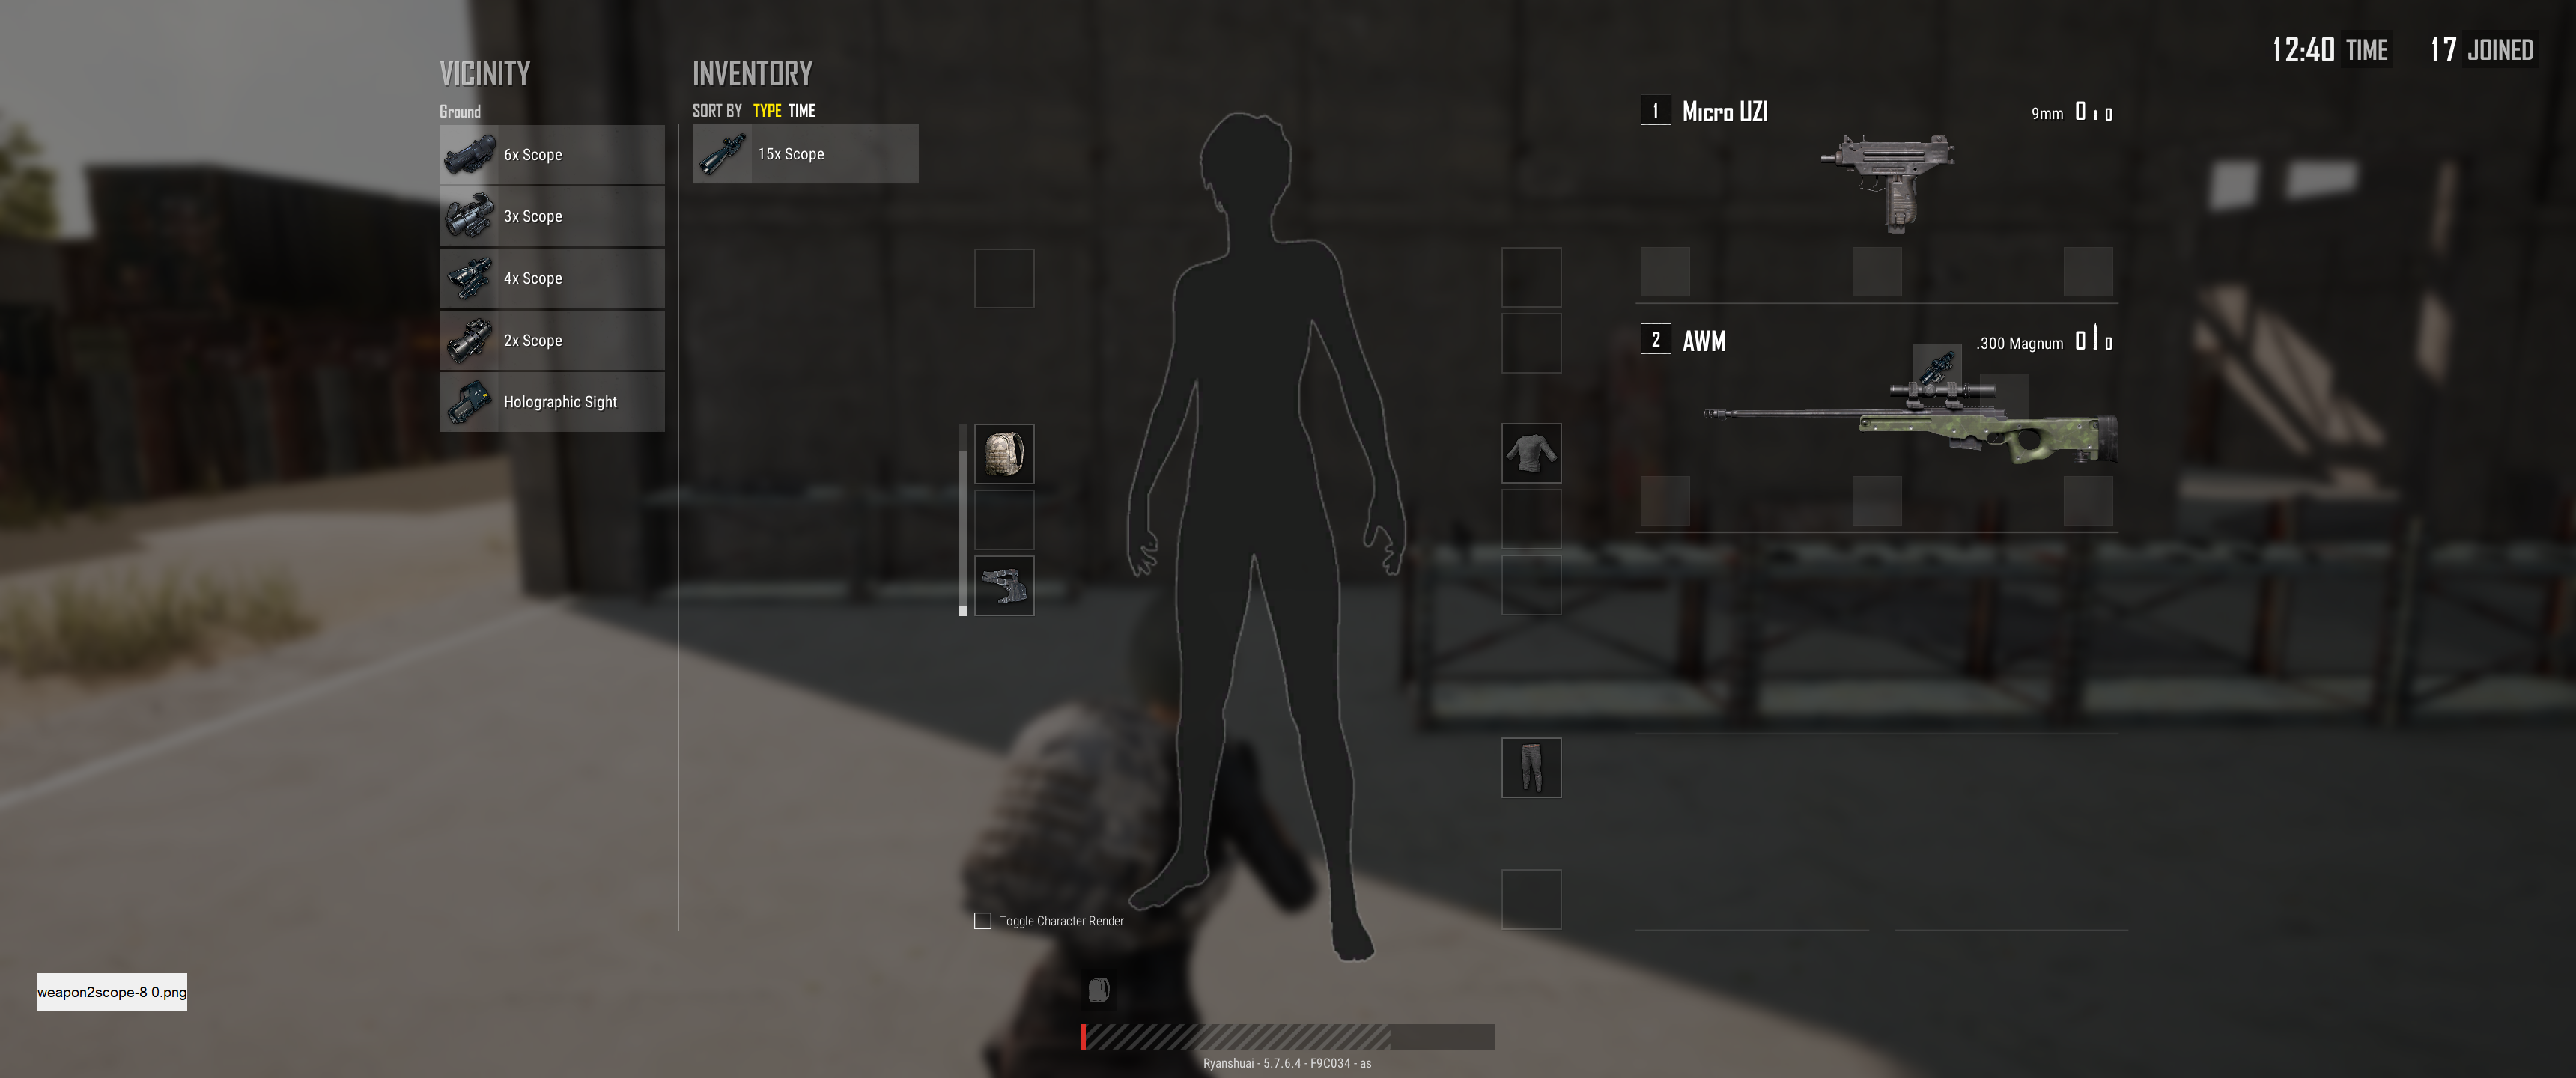 12:40 TIME 17 JOINED
VICINITY
Ground
6x Scope
3x Scope
4x Scope
2x Scope
Holographic Sight
INVENTORY
SORT BY TYPE TIME
15x Scope
1 Micro UZI 9mm 0 0
2 AWM .300 Magnum 0 0
Toggle Character Render
weapon2scope-8 0.png
Ryanshuai - 5.7.6.4 - F9C034 - as